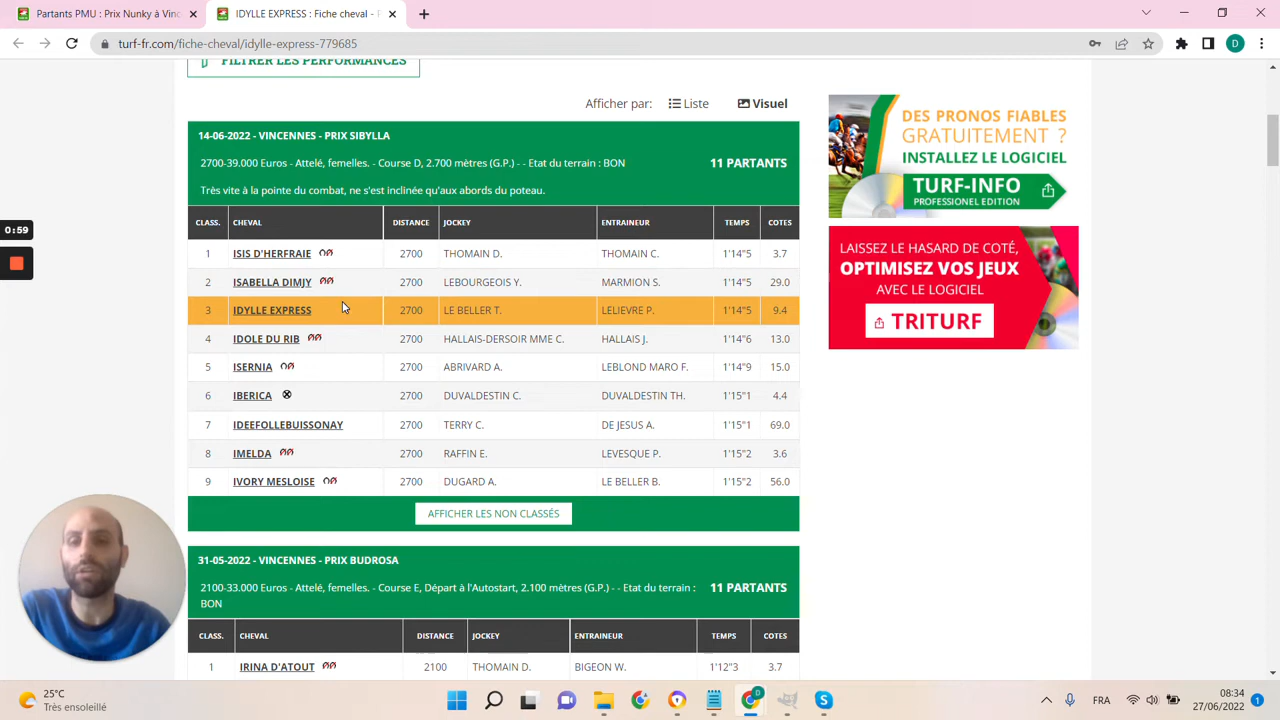 Partants PMU : Prix Nunky à Vinc
IDYLLE EXPRESS : Fiche cheval -
turf-fr.com/fiche-cheval/idylle-express-779685
D
FILTRER LES PERFORMANCES
Afficher par: Liste Visuel
14-06-2022 - VINCENNES - PRIX SIBYLLA
2700-39.000 Euros - Attelé, femelles. - Course D, 2.700 mètres (G.P.) - - Etat du terrain : BON 11 PARTANTS
Très vite à la pointe du combat, ne s'est inclinée qu'aux abords du poteau.
CLASS. CHEVAL DISTANCE JOCKEY ENTRAINEUR TEMPS COTES
1 ISIS D'HERFRAIE 2700 THOMAIN D. THOMAIN C. 1'14"5 3.7
2 ISABELLA DIMJY 2700 LEBOURGEOIS Y. MARMION S. 1'14"5 29.0
3 IDYLLE EXPRESS 2700 LE BELLER T. LELIEVRE P. 1'14"5 9.4
4 IDOLE DU RIB 2700 HALLAIS-DERSOIR MME C. HALLAIS J. 1'14"6 13.0
5 ISERNIA 2700 ABRIVARD A. LEBLOND MARO F. 1'14"9 15.0
6 IBERICA 2700 DUVALDESTIN C. DUVALDESTIN TH. 1'15"1 4.4
7 IDEEFOLLEBUISSONAY 2700 TERRY C. DE JESUS A. 1'15"1 69.0
8 IMELDA 2700 RAFFIN E. LEVESQUE P. 1'15"2 3.6
9 IVORY MESLOISE 2700 DUGARD A. LE BELLER B. 1'15"2 56.0
AFFICHER LES NON CLASSÉS
31-05-2022 - VINCENNES - PRIX BUDROSA
2100-33.000 Euros - Attelé, femelles. - Course E, Départ à l'Autostart, 2.100 mètres (G.P.) - - Etat du terrain : 11 PARTANTS
BON
CLASS. CHEVAL DISTANCE JOCKEY ENTRAINEUR TEMPS COTES
1 IRINA D'ATOUT 2100 THOMAIN D. BIGEON W. 1'12"3 3.7
DES PRONOS FIABLES
GRATUITEMENT ?
INSTALLEZ LE LOGICIEL
TURF-INFO
PROFESIONEL EDITION
LAISSEZ LE HASARD DE COTÉ,
OPTIMISEZ VOS JEUX
AVEC LE LOGICIEL
TRITURF
0:59
25°C
Très ensoleillé
D
FRA
08:34
27/06/2022
1